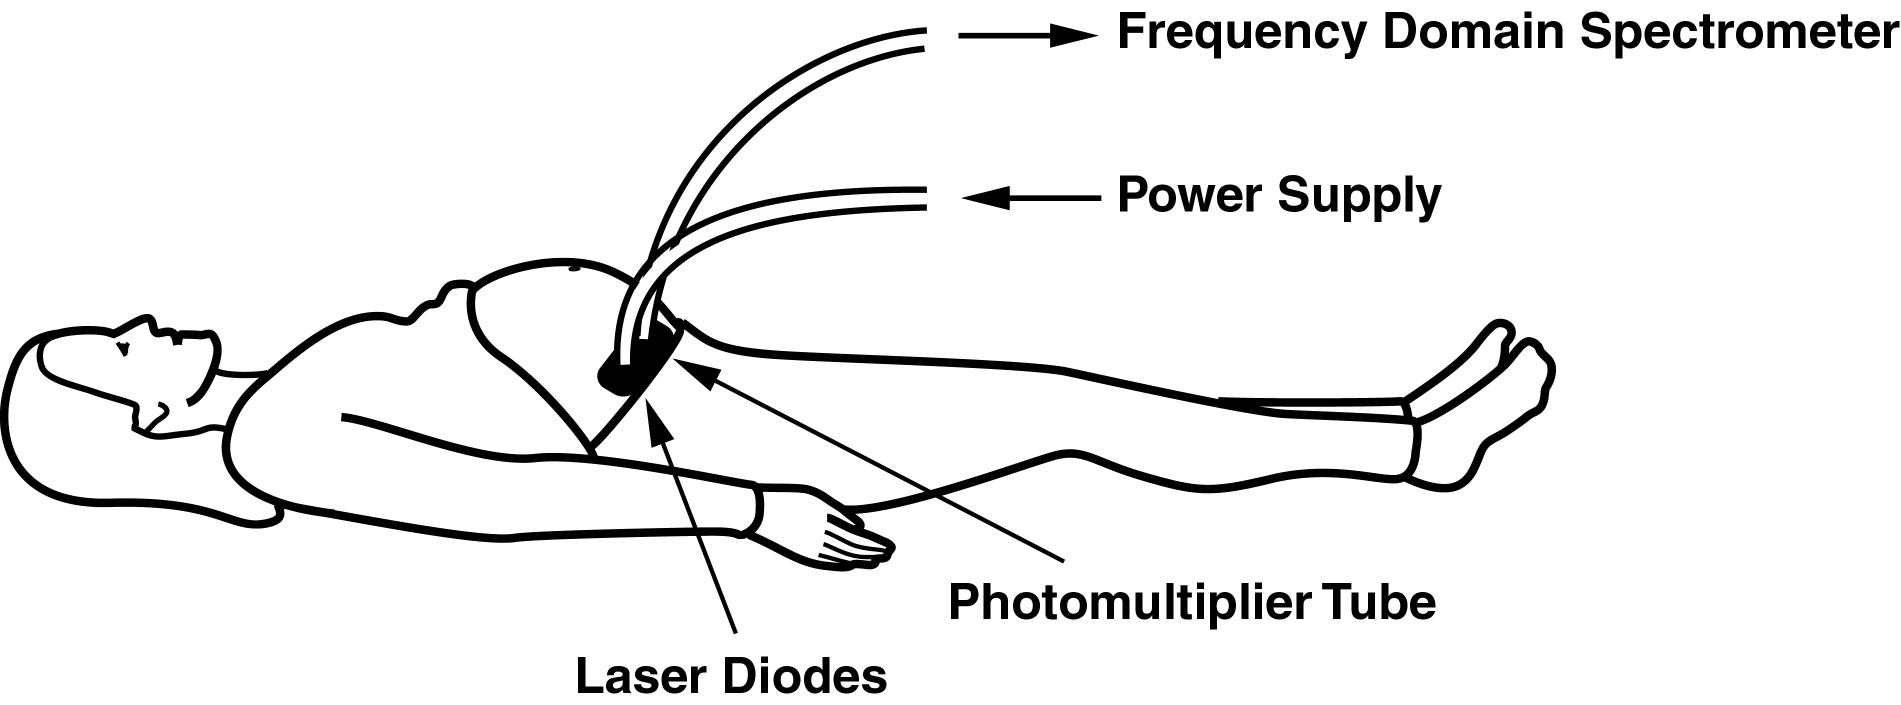 Frequency Domain Spectrometer
Power Supply
Photomultiplier Tube
Laser Diodes